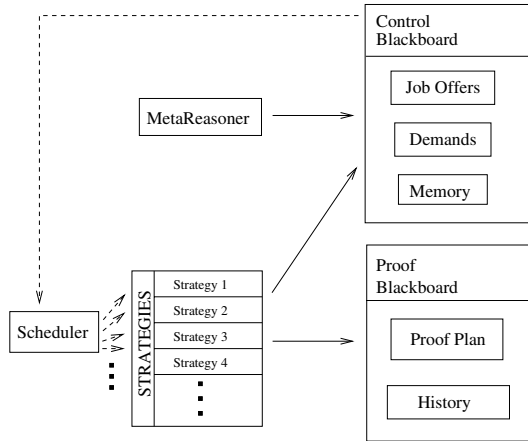 Control
Blackboard
Job Offers
MetaReasoner
Demands
Memory
Proof
Blackboard
STRATEGIES
Strategy 1
Strategy 2
Strategy 3
Strategy 4
Scheduler
Proof Plan
History